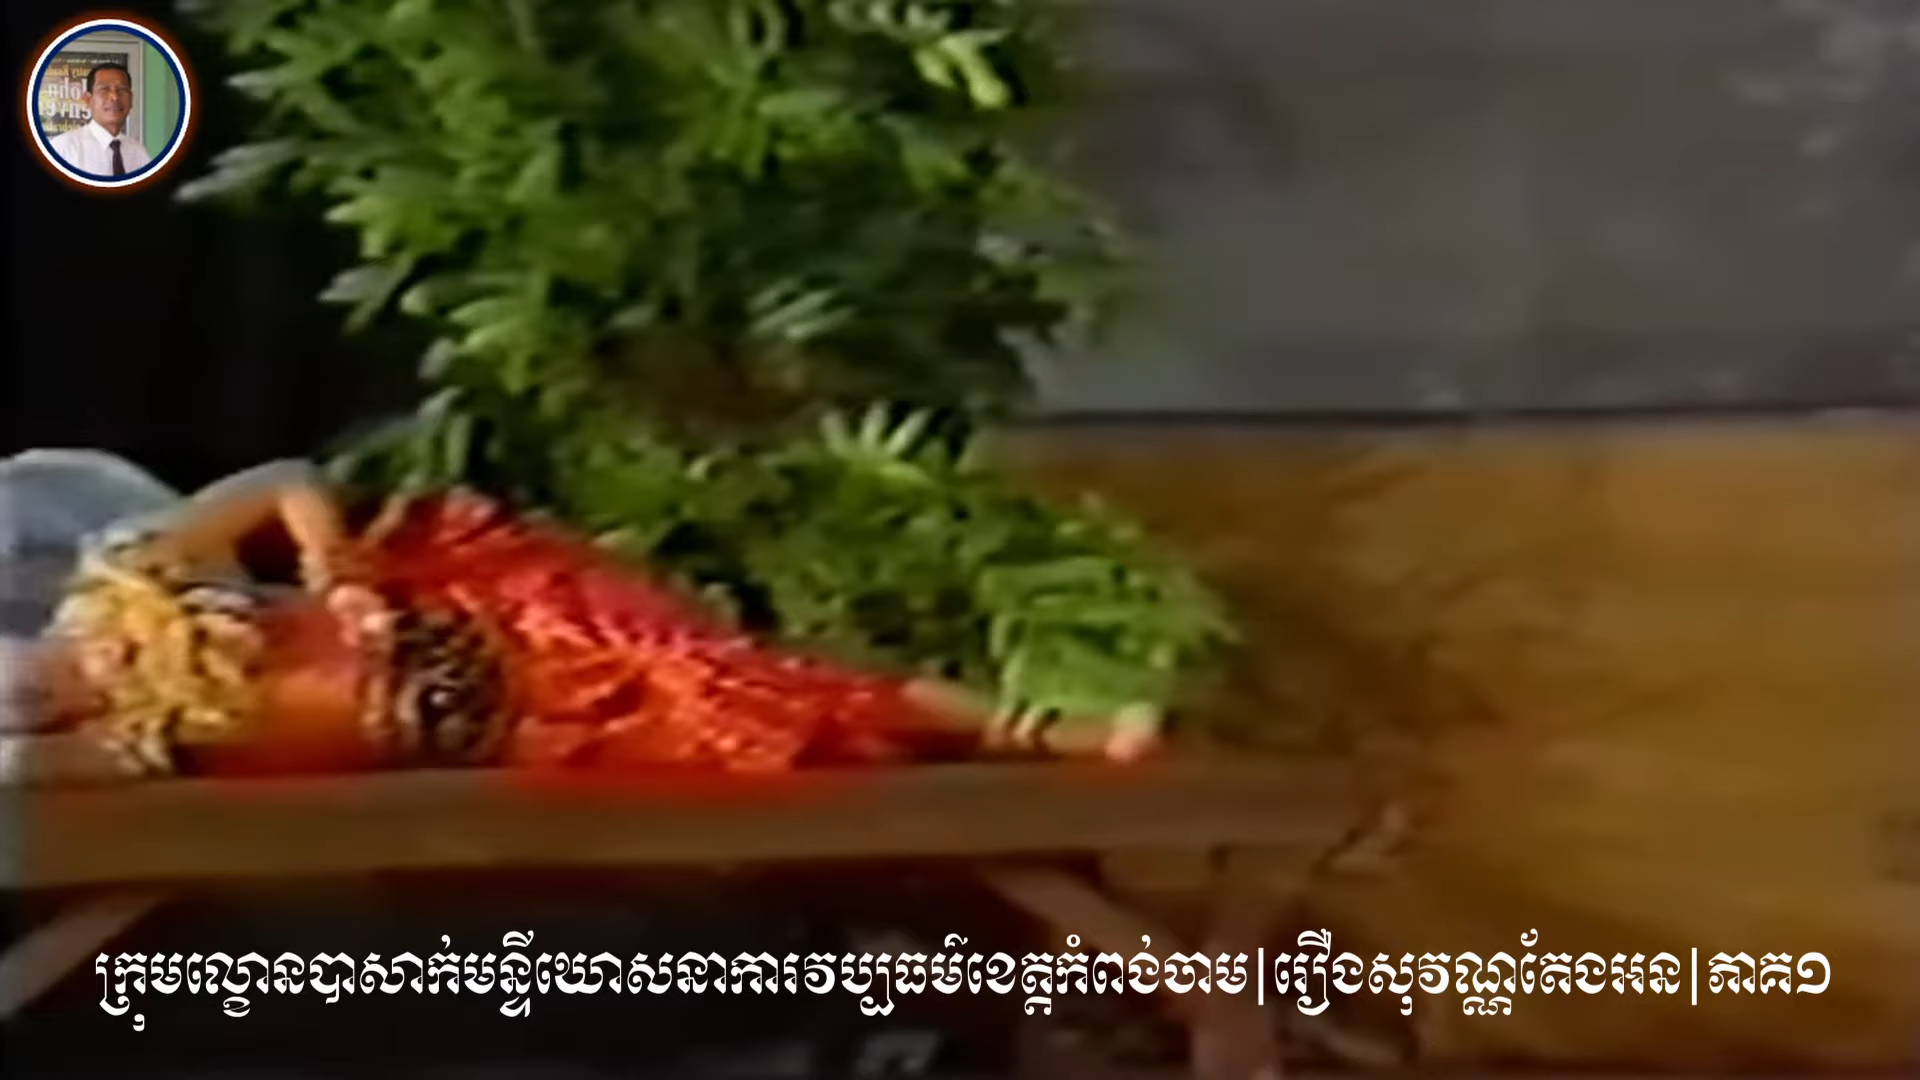 John
ក្រុមល្ខោនបាសាក់មន្ទីឃោសនាការវប្បធម៌ខេត្តកំពង់ចាម|រឿងសុវណ្ណតែងអន|ភាគ១